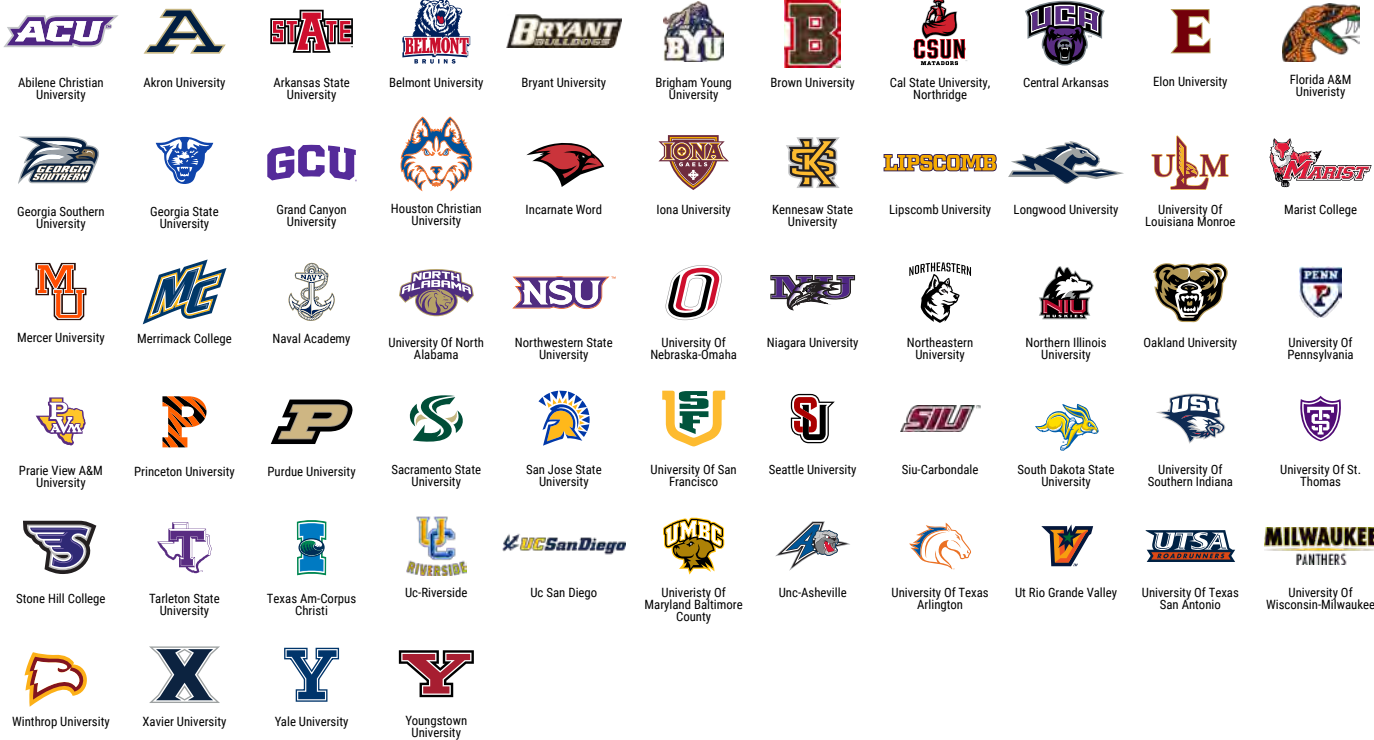 ACU
STATE
BELMONT
BRUINS
BRYANT
BULLDOGS
BYU
B
CSUN
MATADORS
UCA
E
A
Abilene Christian
University
Akron University
Arkansas State
University
Belmont University
Bryant University
Brigham Young
University
Brown University
Cal State University,
Northridge
Central Arkansas
Elon University
Florida A&M
Univeristy
GEORGIA
SOUTHERN
GCU
IONA
GAELS
KS
LIPSCOMB
ULM
MARIST
Georgia Southern
University
Georgia State
University
Grand Canyon
University
Houston Christian
University
Incarnate Word
Iona University
Kennesaw State
University
Lipscomb University
Longwood University
University Of
Louisiana Monroe
Marist College
MU
MC
NAVY
NORTH
ALABAMA
NSU
O
NU
NORTHEASTERN
NIU
HUSKIES
PENN
P
Mercer University
Merrimack College
Naval Academy
University Of North
Alabama
Northwestern State
University
University Of
Nebraska-Omaha
Niagara University
Northeastern
University
Northern Illinois
University
Oakland University
University Of
Pennsylvania
PVAMU
P
P
S
USF
SU
SIU
USI
ST
Prarie View A&M
University
Princeton University
Purdue University
Sacramento State
University
San Jose State
University
University Of San
Francisco
Seattle University
Siu-Carbondale
South Dakota State
University
University Of
Southern Indiana
University Of St.
Thomas
S
T
I
UC
RIVERSIDE
UC San Diego
UMBC
A
V
UTSA
ROADRUNNERS
MILWAUKEE
PANTHERS
Stone Hill College
Tarleton State
University
Texas Am-Corpus
Christi
Uc-Riverside
Uc San Diego
Univeristy Of
Maryland Baltimore
County
Unc-Asheville
University Of Texas
Arlington
Ut Rio Grande Valley
University Of Texas
San Antonio
University Of
Wisconsin-Milwaukee
X
Y
Y
Winthrop University
Xavier University
Yale University
Youngstown
University